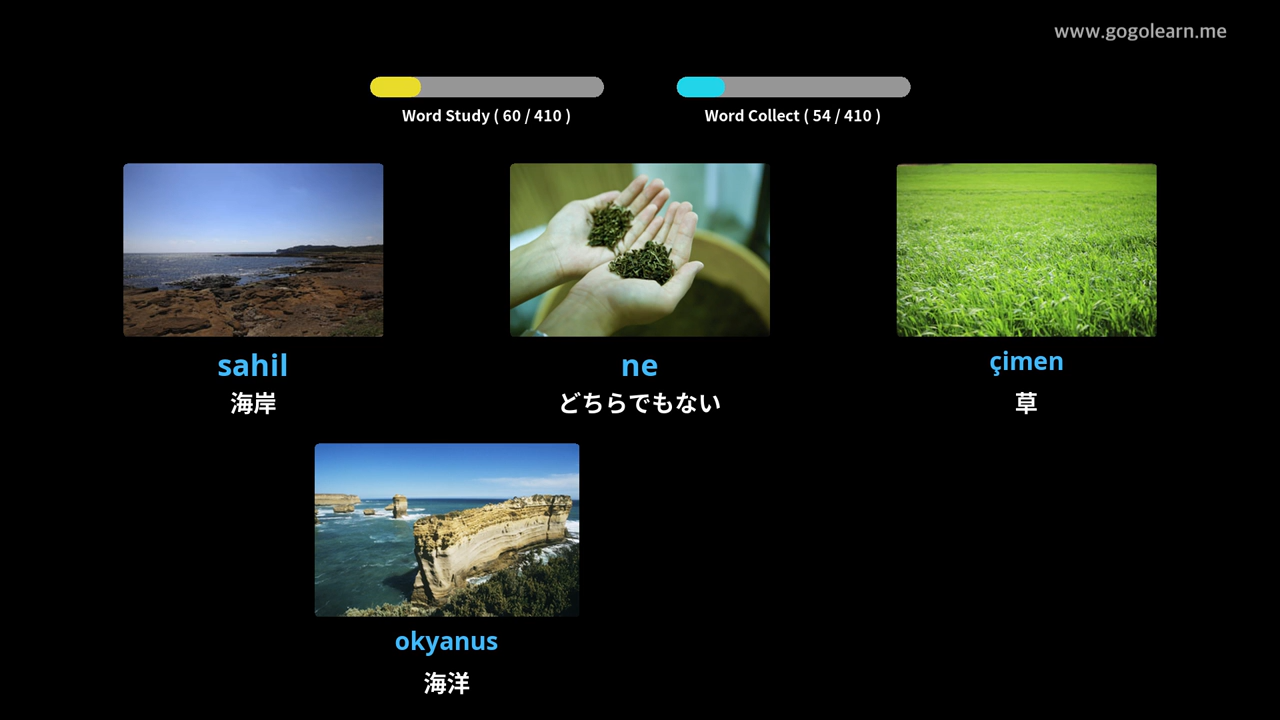 www.gogolearn.me
Word Study ( 60 / 410 )
Word Collect ( 54 / 410 )
sahil
海岸
ne
どちらでもない
çimen
草
okyanus
海洋